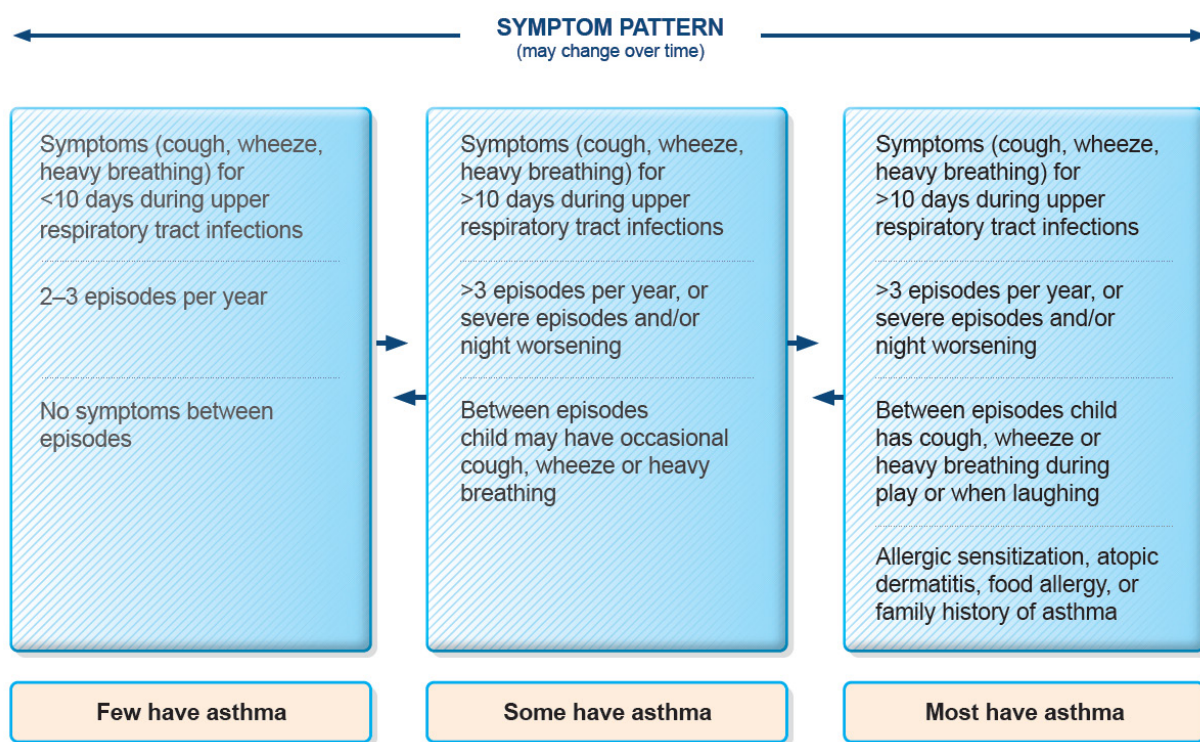 SYMPTOM PATTERN
(may change over time)
Symptoms (cough, wheeze,
heavy breathing) for
<10 days during upper
respiratory tract infections
2–3 episodes per year
No symptoms between
episodes
Few have asthma
Symptoms (cough, wheeze,
heavy breathing) for
>10 days during upper
respiratory tract infections
>3 episodes per year, or
severe episodes and/or
night worsening
Between episodes
child may have occasional
cough, wheeze or heavy
breathing
Some have asthma
Symptoms (cough, wheeze,
heavy breathing) for
>10 days during upper
respiratory tract infections
>3 episodes per year, or
severe episodes and/or
night worsening
Between episodes child
has cough, wheeze or
heavy breathing during
play or when laughing
Allergic sensitization, atopic
dermatitis, food allergy, or
family history of asthma
Most have asthma